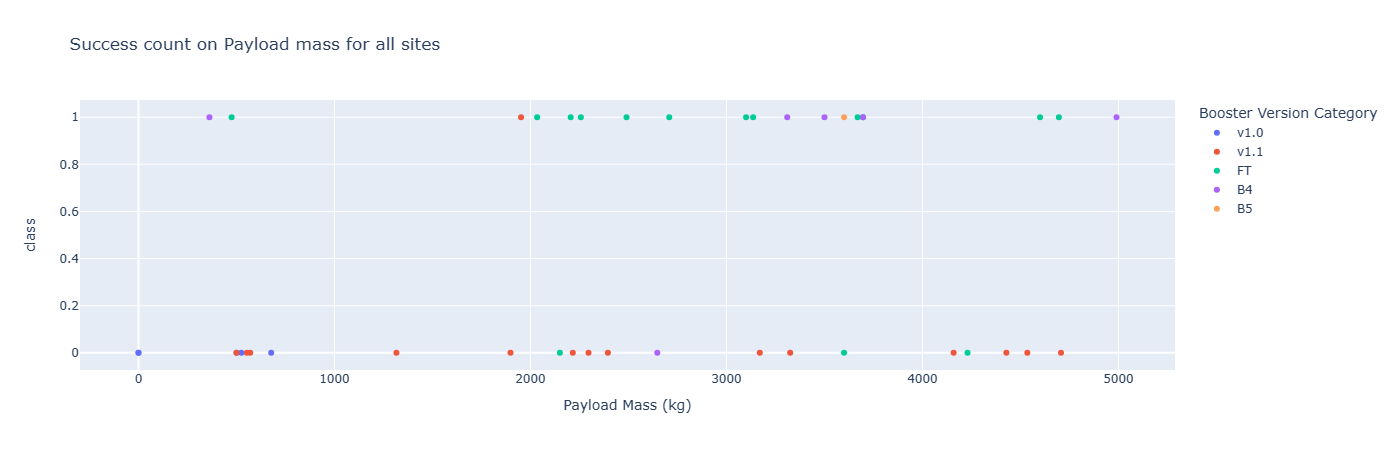 Success count on Payload mass for all sites
Booster Version Category
v1.0
v1.1
FT
B4
B5
class
1
0.8
0.6
0.4
0.2
0
0 1000 2000 3000 4000 5000
Payload Mass (kg)